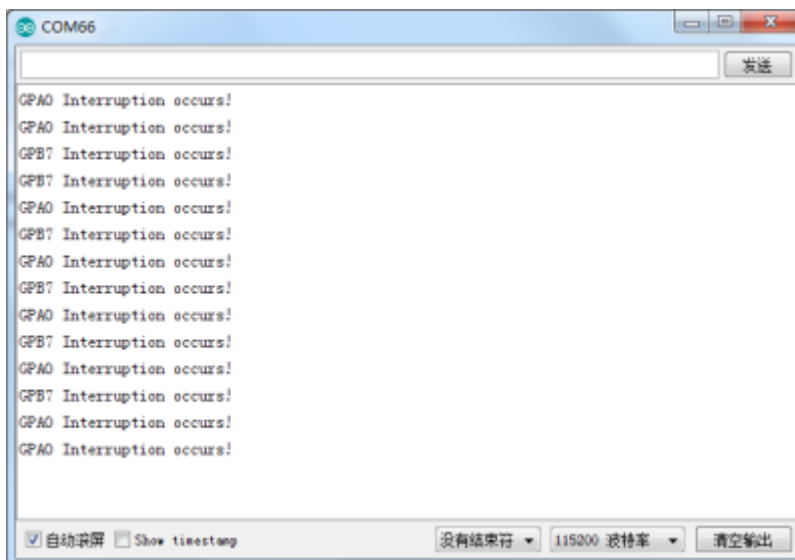 COM66
发送
GPA0 Interruption occurs!
GPA0 Interruption occurs!
GPB7 Interruption occurs!
GPB7 Interruption occurs!
GPA0 Interruption occurs!
GPB7 Interruption occurs!
GPA0 Interruption occurs!
GPB7 Interruption occurs!
GPA0 Interruption occurs!
GPB7 Interruption occurs!
GPA0 Interruption occurs!
GPB7 Interruption occurs!
GPA0 Interruption occurs!
GPA0 Interruption occurs!
自动滚屏 Show timestamp 没有结束符 115200 波特率 清空输出